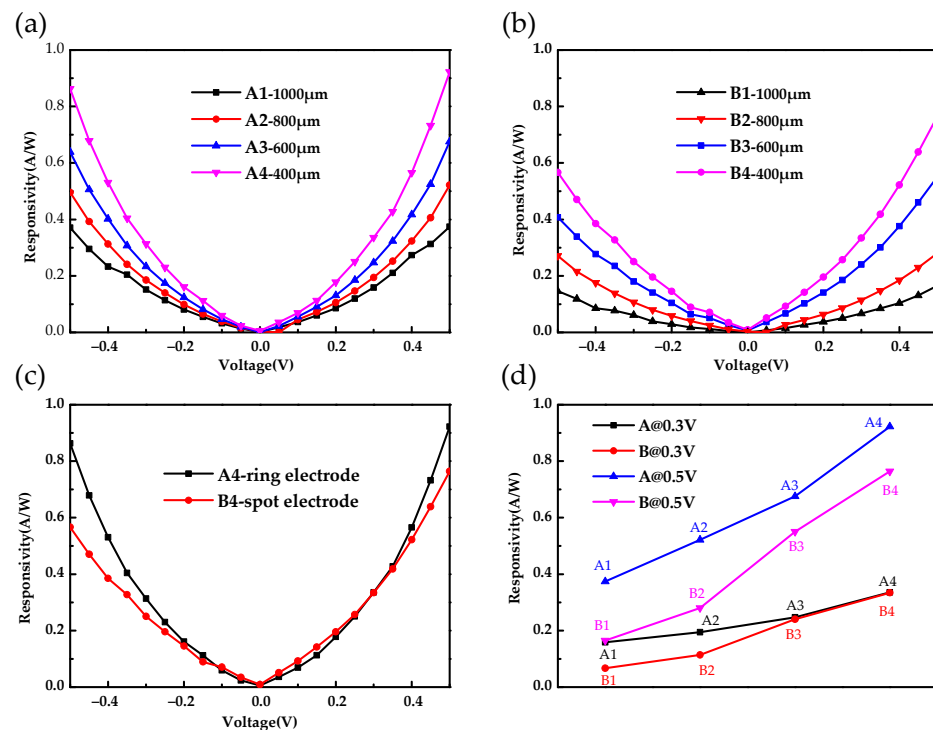 (a)
Responsivity(A/W)
1.0
0.8
0.6
0.4
0.2
0.0
A1-1000μm
A2-800μm
A3-600μm
A4-400μm
−0.4
−0.2
0.0
0.2
0.4
Voltage(V)
(b)
Responsivity(A/W)
1.0
0.8
0.6
0.4
0.2
0.0
B1-1000μm
B2-800μm
B3-600μm
B4-400μm
−0.4
−0.2
0.0
0.2
0.4
Voltage(V)
(c)
Responsivity(A/W)
1.0
0.8
0.6
0.4
0.2
0.0
A4-ring electrode
B4-spot electrode
−0.4
−0.2
0.0
0.2
0.4
Voltage(V)
(d)
Responsivity(A/W)
1.0
0.8
0.6
0.4
0.2
0.0
A@0.3V
B@0.3V
A@0.5V
B@0.5V
A1
A2
A3
A4
B1
B2
B3
B4
A1
A2
A3
A4
B1
B2
B3
B4